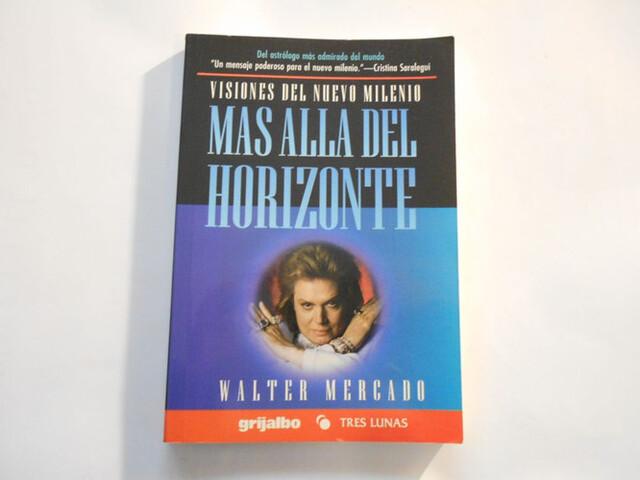 Del astrólogo más admirado del mundo
"Un mensaje poderoso para el nuevo milenio."—Cristina Saralegui
VISIONES DEL NUEVO MILENIO
MAS ALLA DEL
HORIZONTE
WALTER MERCADO
grijalbo TRES LUNAS